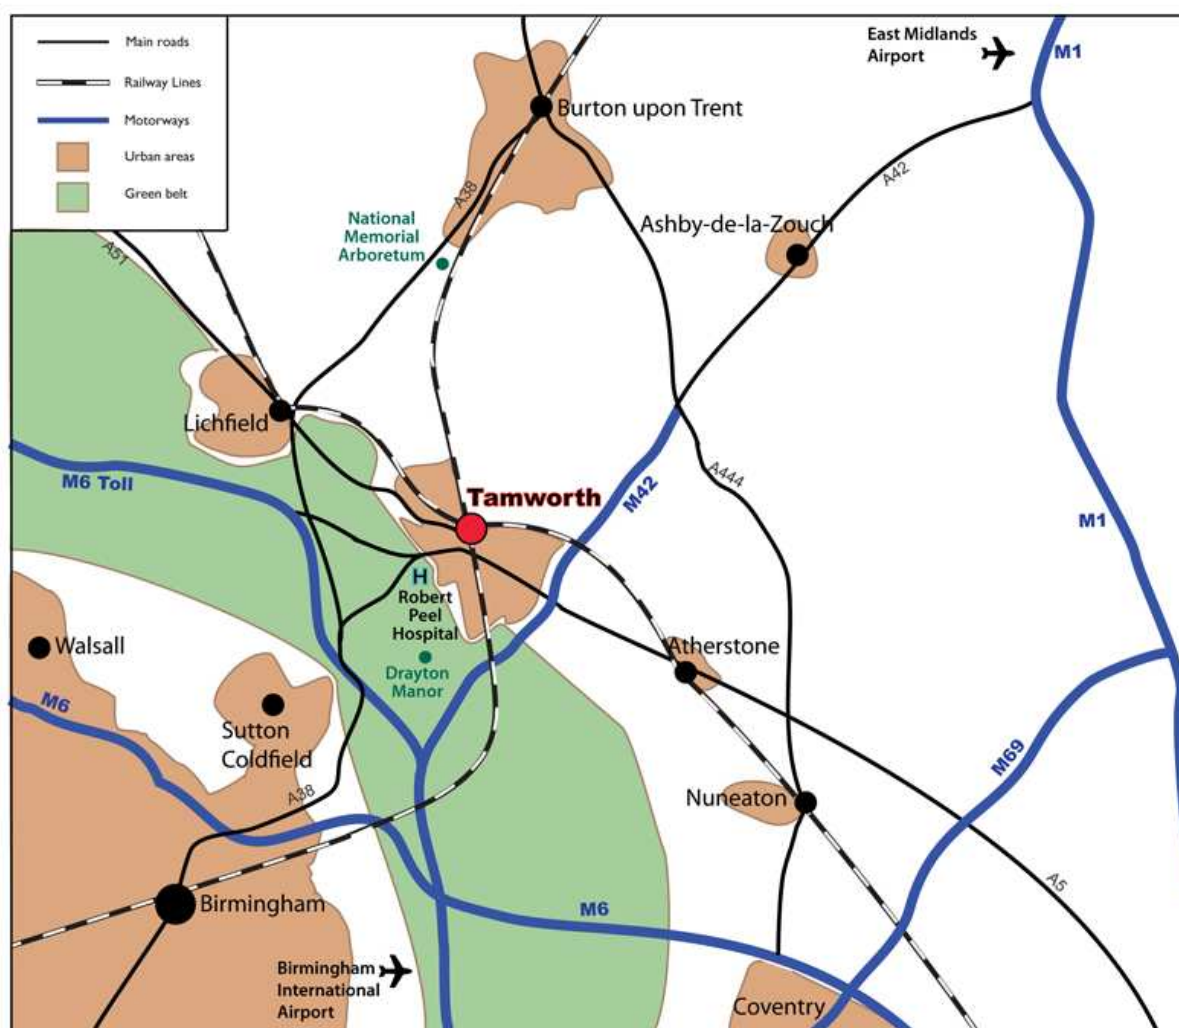 Main roads
Railway Lines
Motorways
Urban areas
Green belt
East Midlands
Airport
M1
Burton upon Trent
A42
A38
National
Memorial
Arboretum
Ashby-de-la-Zouch
A51
Lichfield
M6 Toll
Tamworth
M42
A444
M1
H
Robert
Peel
Hospital
Drayton
Manor
Atherstone
Walsall
M6
Sutton
Coldfield
M69
A38
Nuneaton
A5
Birmingham
M6
Birmingham
International
Airport
Coventry